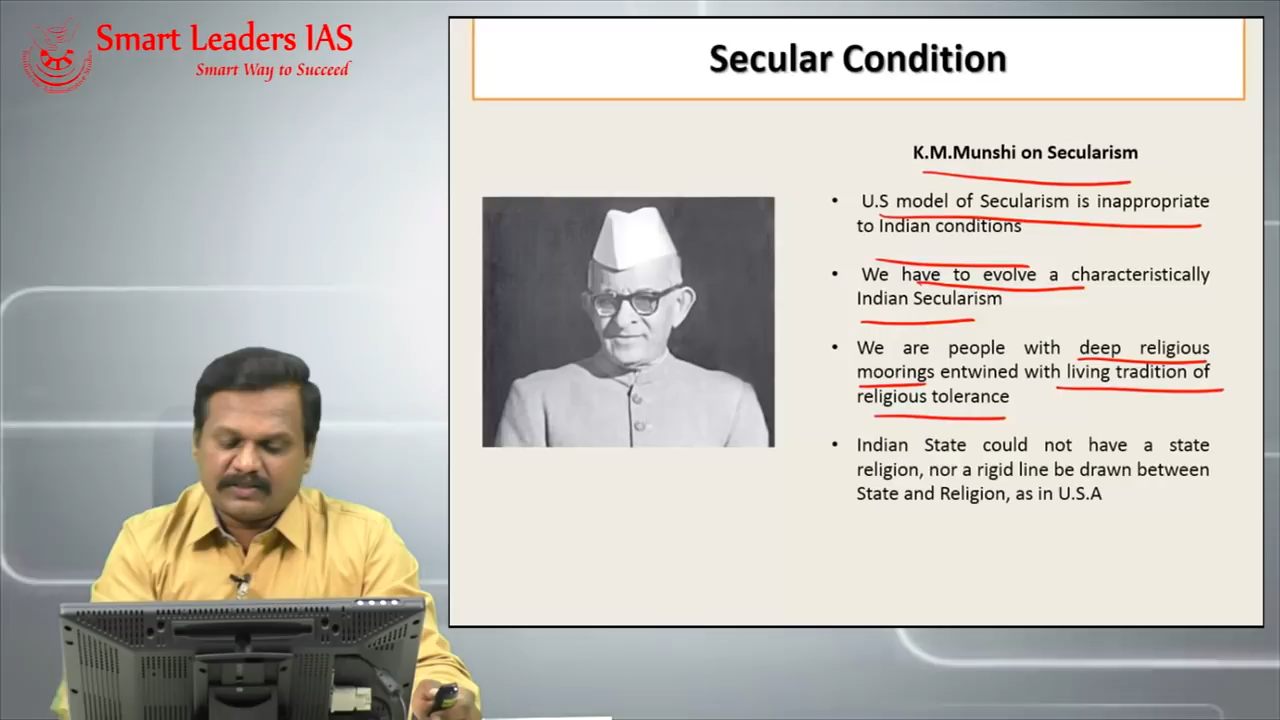 Smart Leaders IAS
Smart Way to Succeed
Secular Condition
K.M.Munshi on Secularism
• U.S model of Secularism is inappropriate
to Indian conditions
• We have to evolve a characteristically
Indian Secularism
• We are people with deep religious
moorings entwined with living tradition of
religious tolerance
• Indian State could not have a state
religion, nor a rigid line be drawn between
State and Religion, as in U.S.A